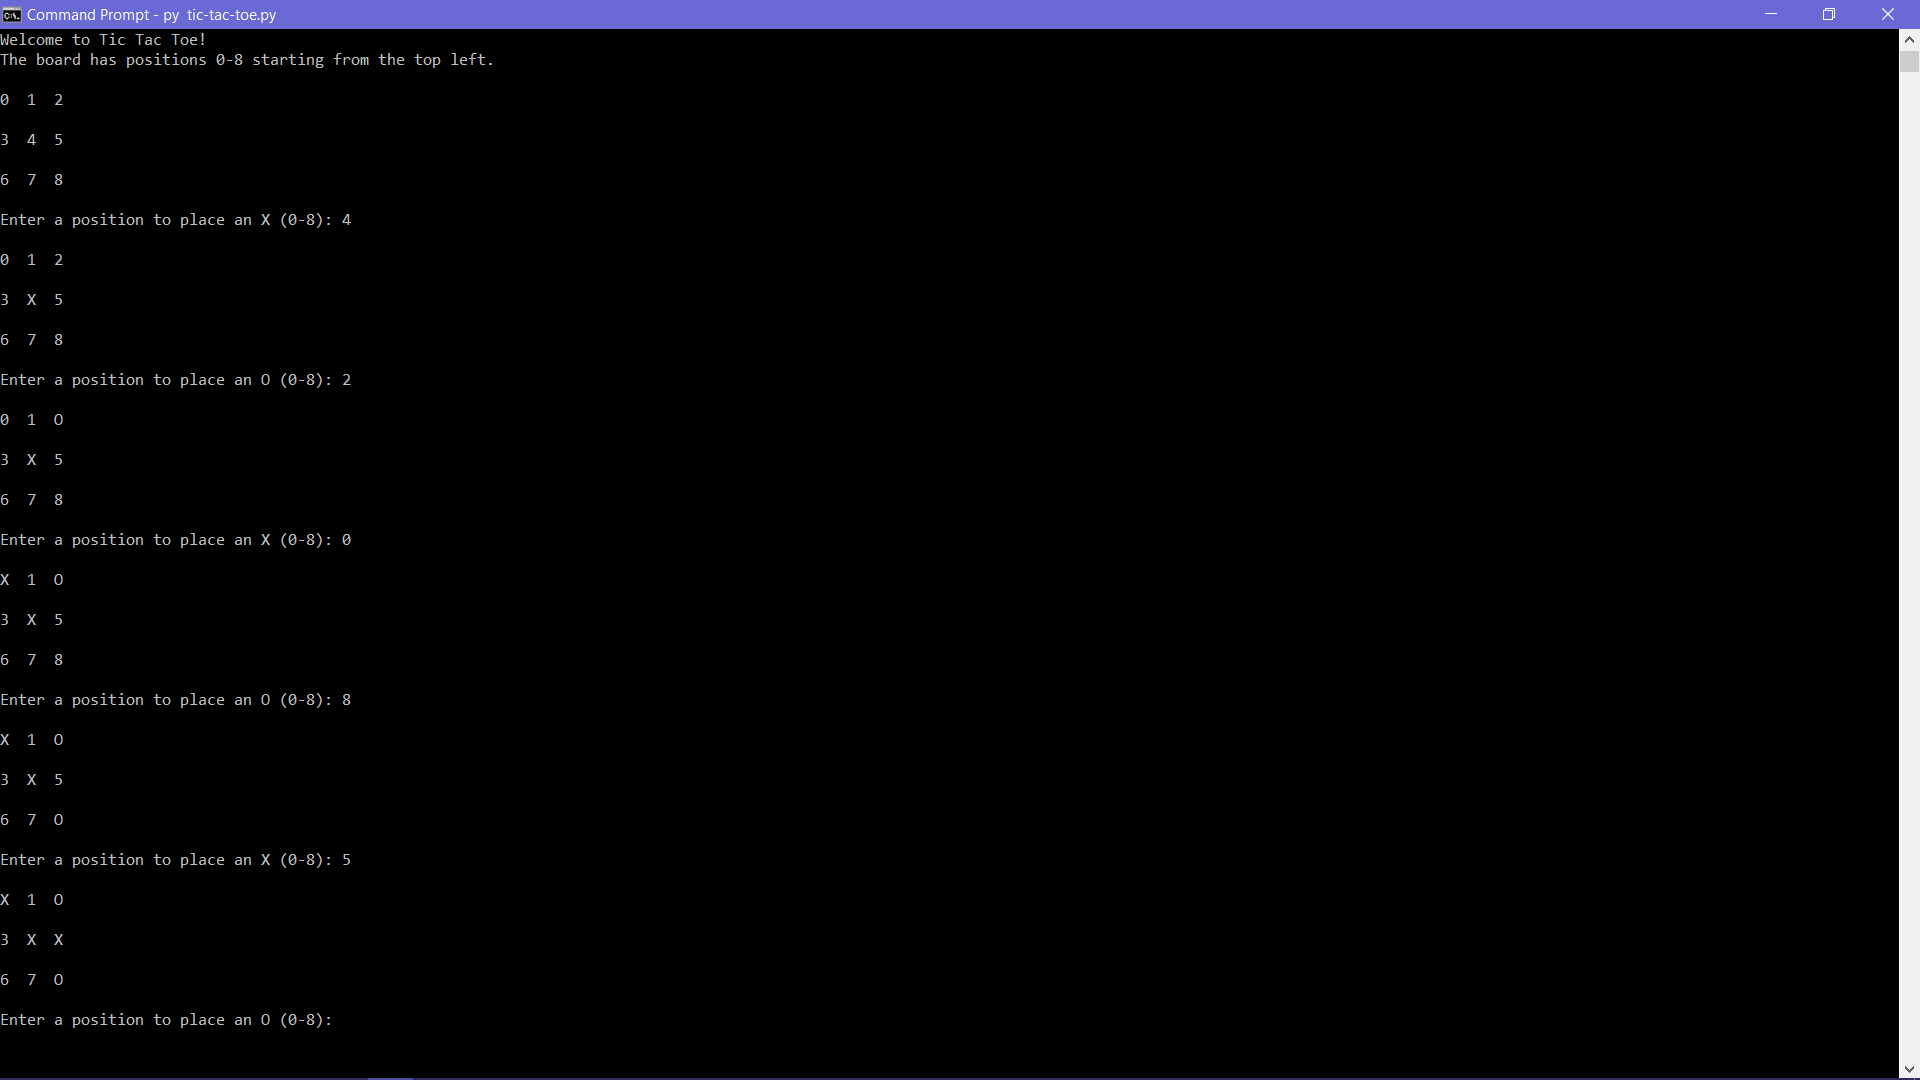 Command Prompt - py  tic-tac-toe.py
Welcome to Tic Tac Toe!
The board has positions 0-8 starting from the top left.
0  1  2
3  4  5
6  7  8
Enter a position to place an X (0-8): 4
0  1  2
3  X  5
6  7  8
Enter a position to place an O (0-8): 2
0  1  O
3  X  5
6  7  8
Enter a position to place an X (0-8): 0
X  1  O
3  X  5
6  7  8
Enter a position to place an O (0-8): 8
X  1  O
3  X  5
6  7  O
Enter a position to place an X (0-8): 5
X  1  O
3  X  X
6  7  O
Enter a position to place an O (0-8):